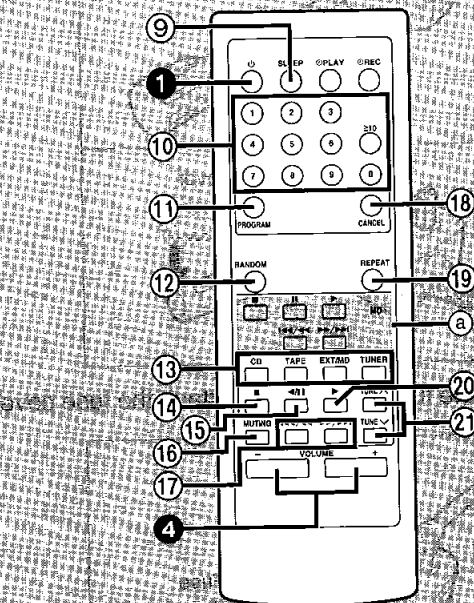 ⑨
⏻ SLEEP ⏲PLAY ⏲REC
❶
1 2 3
⑩
4 5 6 ≥10
7 8 9 0
⑪ ⑱
PROGRAM CANCEL
RANDOM REPEAT
⑫ ⑲
■ ❚❚ ▶ MD
ⓐ
|◀◀/◀◀ ▶▶/▶▶|
CD TAPE EXT/MD TUNER
⑬
■ ◀/❚❚ ▶ TUNE ︿
⑭ ⑳
⑮
MUTING TUNE ﹀
⑯ ㉑
⑰
− VOLUME +
❹